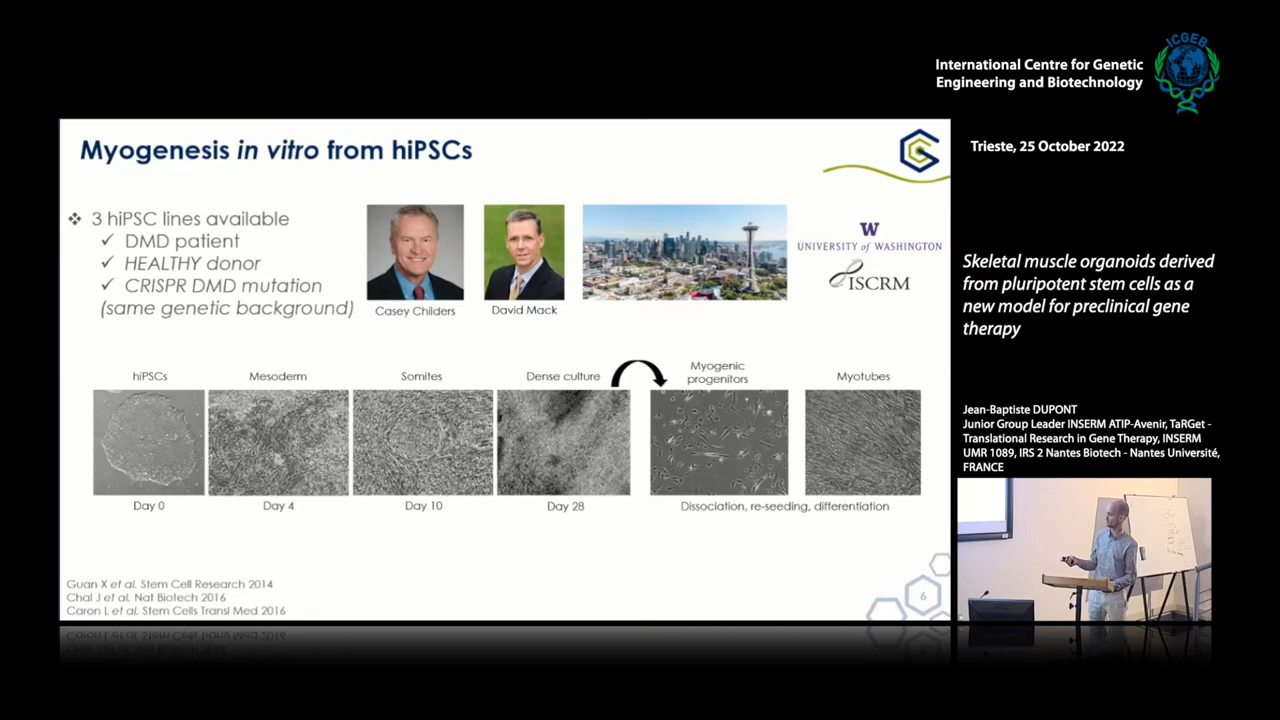 International Centre for Genetic
Engineering and Biotechnology
ICGEB
Trieste, 25 October 2022
Myogenesis in vitro from hiPSCs
❖ 3 hiPSC lines available
✓ DMD patient
✓ HEALTHY donor
✓ CRISPR DMD mutation
(same genetic background)
Casey Childers
David Mack
W
UNIVERSITY of WASHINGTON
ISCRM
hiPSCs
Mesoderm
Somites
Dense culture
Myogenic
progenitors
Myotubes
Day 0
Day 4
Day 10
Day 28
Dissociation, re-seeding, differentiation
Guan X et al. Stem Cell Research 2014
Chal J et al. Nat Biotech 2016
Caron L et al. Stem Cells Transl Med 2016
6
Skeletal muscle organoids derived
from pluripotent stem cells as a
new model for preclinical gene
therapy
Jean-Baptiste DUPONT
Junior Group Leader INSERM ATIP-Avenir, TaRGet -
Translational Research in Gene Therapy, INSERM
UMR 1089, IRS 2 Nantes Biotech - Nantes Université,
FRANCE